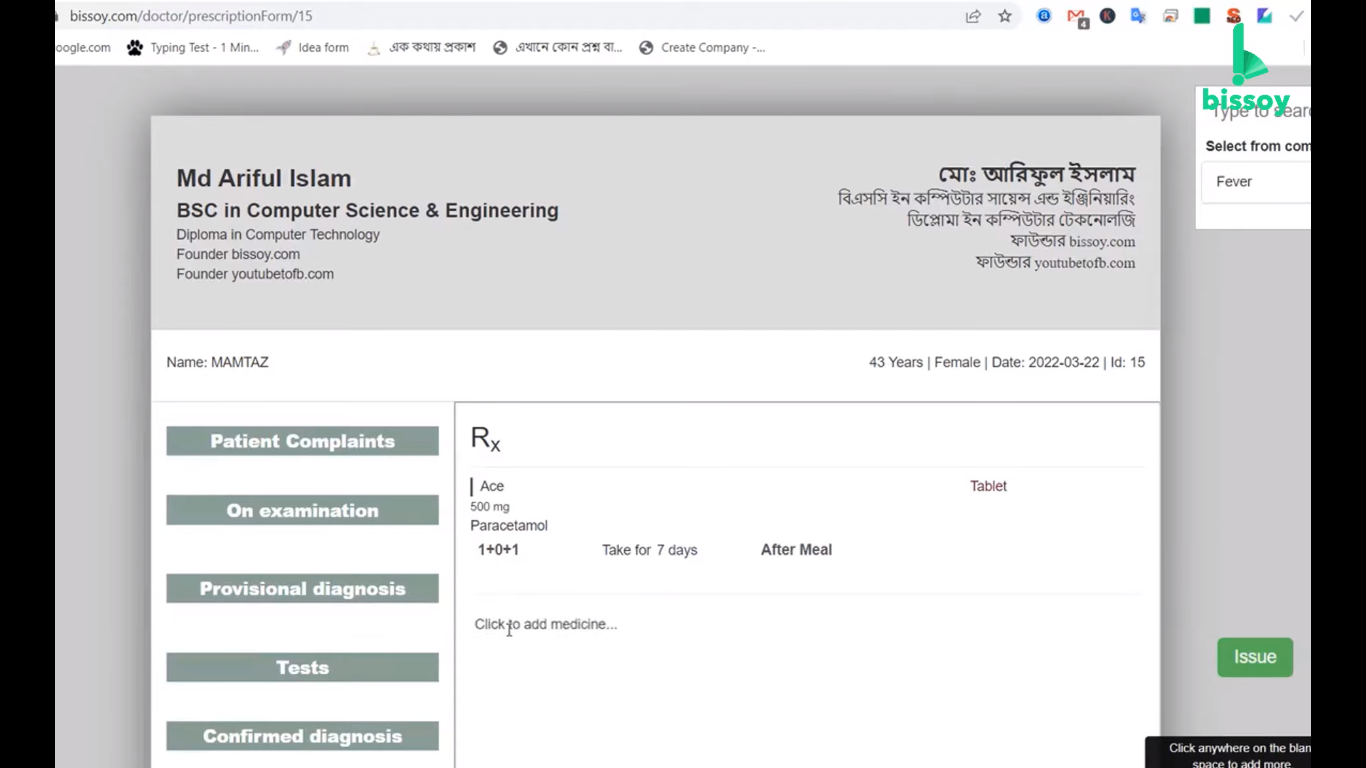 bissoy.com/doctor/prescriptionForm/15
4
oogle.com
Typing Test - 1 Min...
Idea form
এক কথায় প্রকাশ
এখানে কোন প্রশ্ন বা...
Create Company -...
bissoy
Type to sear
Select from com
Fever
Md Ariful Islam
BSC in Computer Science & Engineering
Diploma in Computer Technology
Founder bissoy.com
Founder youtubetofb.com
মোঃ আরিফুল ইসলাম
বিএসসি ইন কম্পিউটার সায়েন্স এন্ড ইঞ্জিনিয়ারিং
ডিপ্লোমা ইন কম্পিউটার টেকনোলজি
ফাউন্ডার bissoy.com
ফাউন্ডার youtubetofb.com
Name: MAMTAZ
43 Years | Female | Date: 2022-03-22 | Id: 15
Patient Complaints
On examination
Provisional diagnosis
Tests
Confirmed diagnosis
Rx
Ace
Tablet
500 mg
Paracetamol
1+0+1 Take for 7 days After Meal
Click to add medicine...
Issue
Click anywhere on the blan
space to add more.